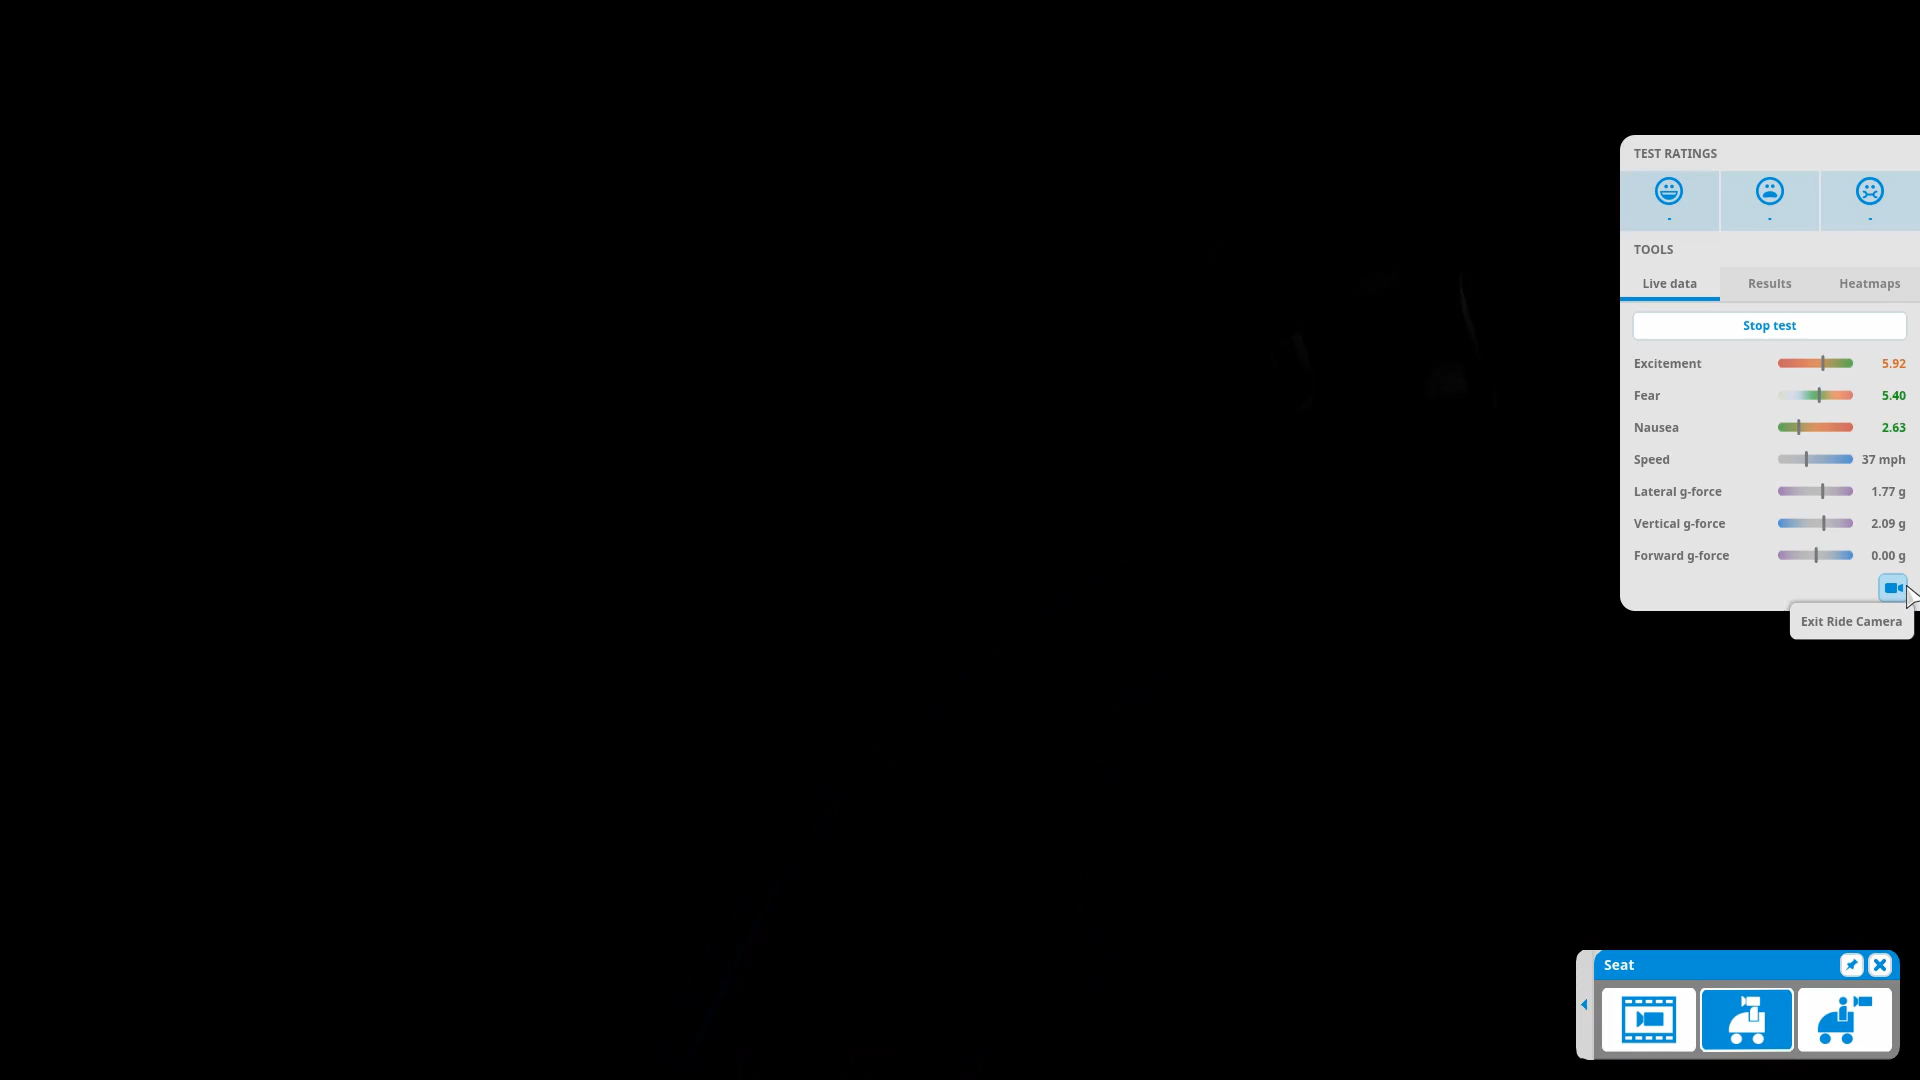 TEST RATINGS
- - -
TOOLS
Live data Results Heatmaps
Stop test
Excitement 5.92
Fear 5.40
Nausea 2.63
Speed 37 mph
Lateral g-force 1.77 g
Vertical g-force 2.09 g
Forward g-force 0.00 g
Exit Ride Camera
Seat